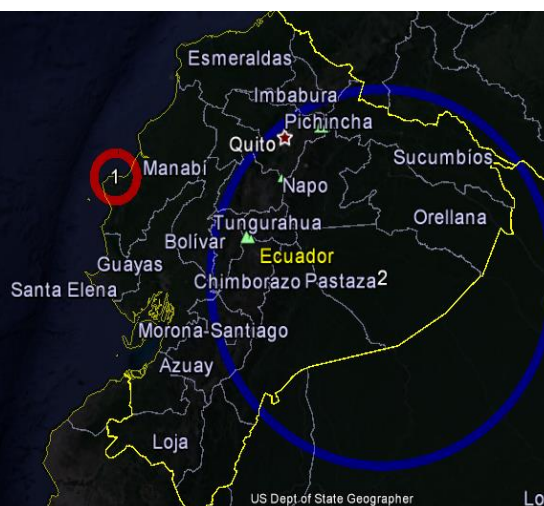 Esmeraldas
Imbabura
Pichincha
Quito
Sucumbios
1
Manabí
Napo
Orellana
Tungurahua
Bolívar
Ecuador
Guayas
Chimborazo Pastaza 2
Santa Elena
Morona-Santiago
Azuay
Loja
US Dept of State Geographer
Lo